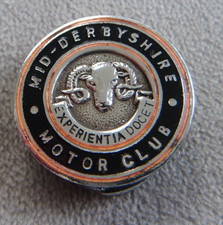 MID-DERBYSHIRE
MOTOR CLUB
EXPERIENTIA DOCET